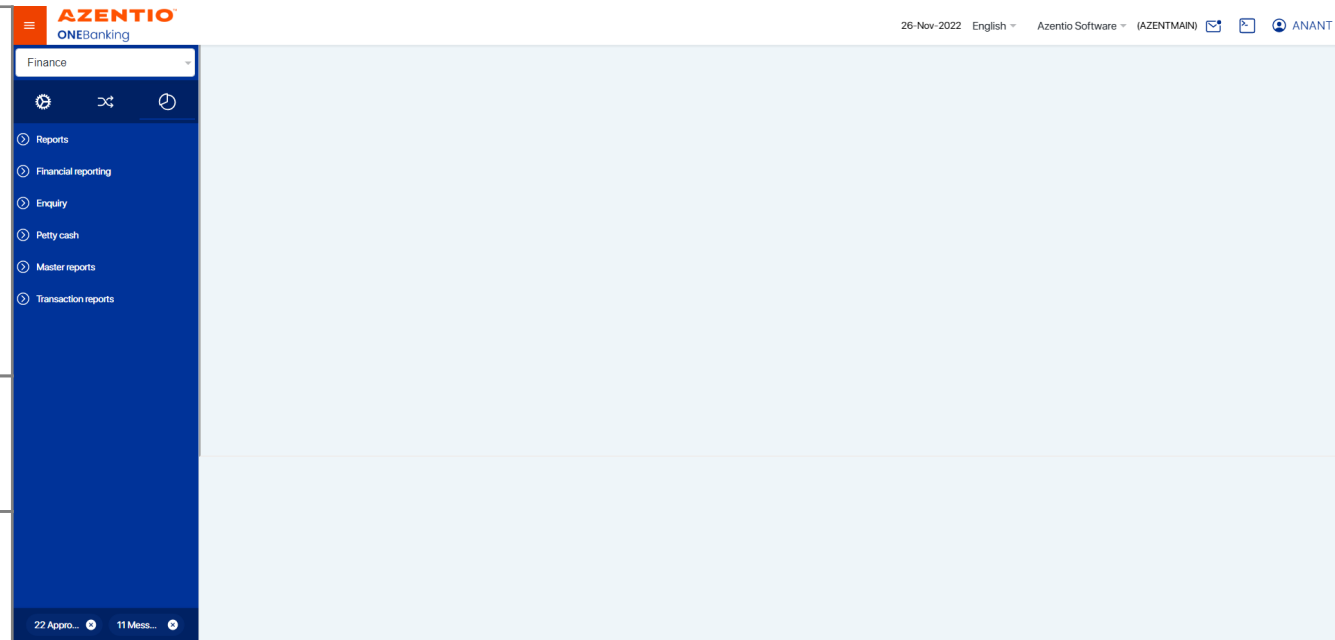 AZENTIO™
ONEBanking
26-Nov-2022 English Azentio Software (AZENTMAIN) ANANT
Finance
Reports
Financial reporting
Enquiry
Petty cash
Master reports
Transaction reports
22 Appro... 11 Mess...